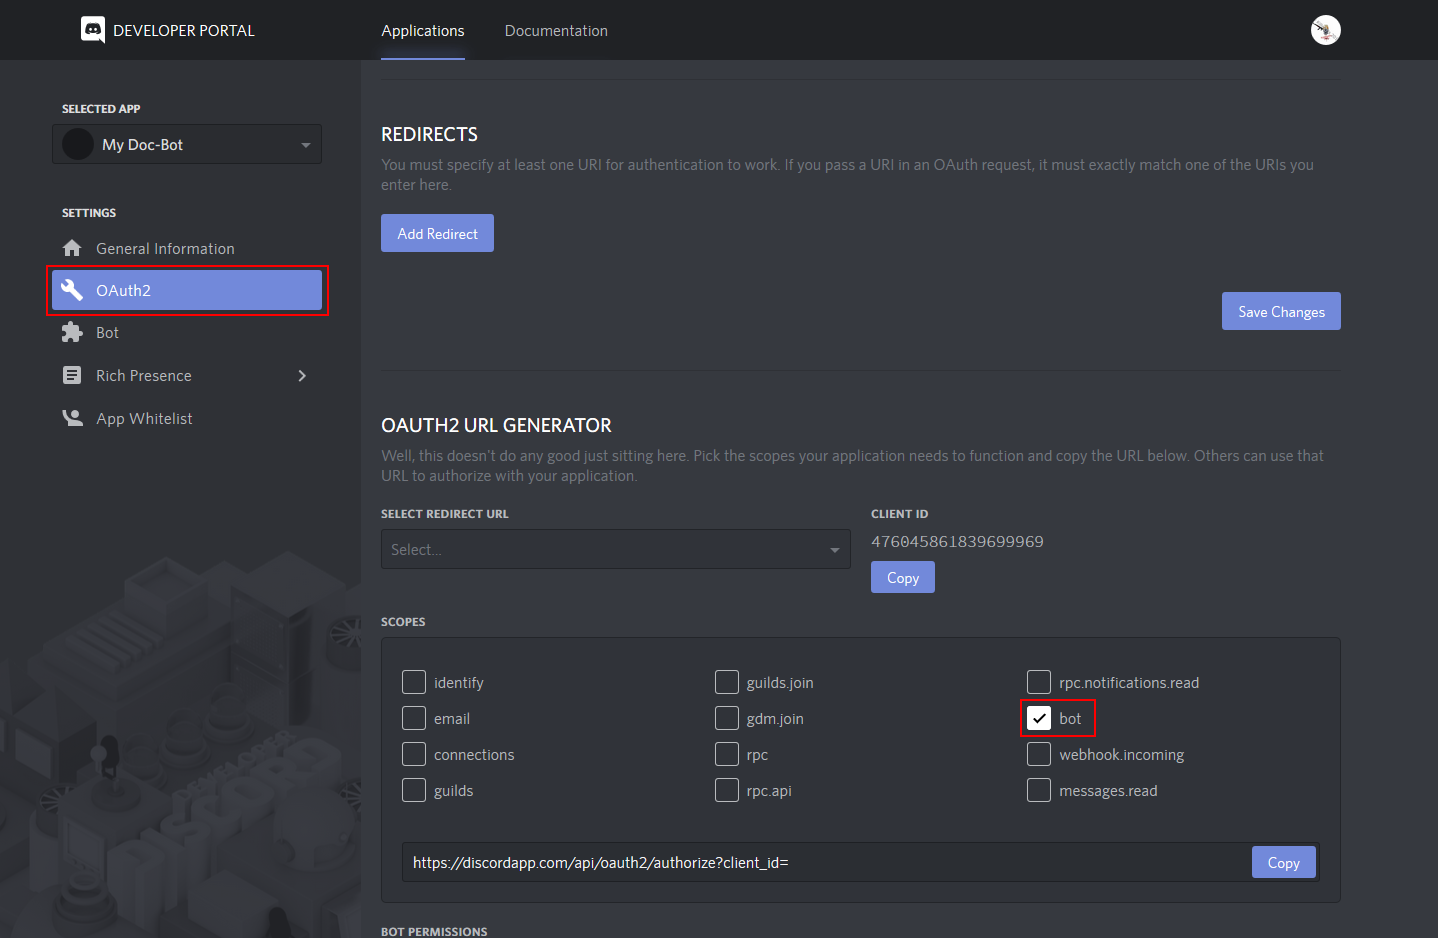 DEVELOPER PORTAL
Applications
Documentation
SELECTED APP
My Doc-Bot
SETTINGS
General Information
OAuth2
Bot
Rich Presence
App Whitelist
REDIRECTS
You must specify at least one URI for authentication to work. If you pass a URI in an OAuth request, it must exactly match one of the URIs you
enter here.
Add Redirect
Save Changes
OAUTH2 URL GENERATOR
Well, this doesn't do any good just sitting here. Pick the scopes your application needs to function and copy the URL below. Others can use that
URL to authorize with your application.
SELECT REDIRECT URL
Select...
CLIENT ID
476045861839699969
Copy
SCOPES
identify
email
connections
guilds
guilds.join
gdm.join
rpc
rpc.api
rpc.notifications.read
bot
webhook.incoming
messages.read
https://discordapp.com/api/oauth2/authorize?client_id=
Copy
BOT PERMISSIONS